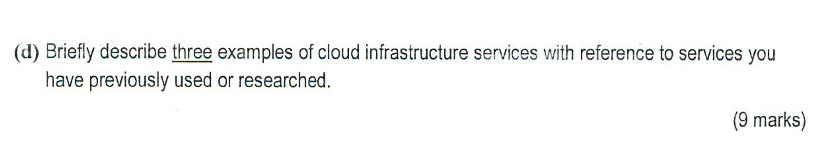 (d) Briefly describe three examples of cloud infrastructure services with reference to services you
have previously used or researched.
(9 marks)